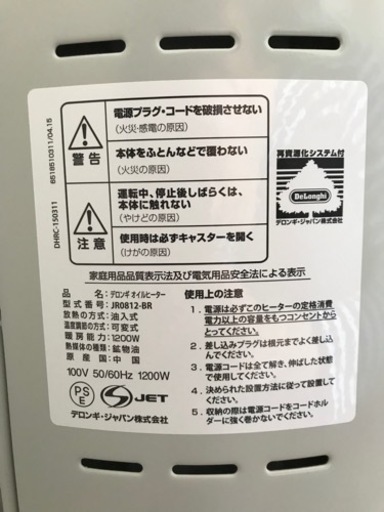 電源プラグ・コードを破損させない
(火災・感電の原因)
警告
本体をふとんなどで覆わない
(火災の原因)
運転中、停止後しばらくは、
本体に触れない
(やけどの原因)
注意
使用時は必ずキャスターを開く
(けがの原因)
再資源化システム付
DeLonghi
デロンギ・ジャパン株式会社
8618510311/04.15
DHRC-150311
家庭用品品質表示法及び電気用品安全法による表示
品名:デロンギ オイルヒーター
型式番号:JR0812-BR
放熱の方式:油入式
温度調節の方式:可変式
暖房能力:1200W
熱媒体の種類:鉱物油
原産国:中国
100V 50/60Hz 1200W
PSE
JET
デロンギ・ジャパン株式会社
使用上の注意
1. 電源は必ずこのヒーターの定格消費
電力以上の容量をもつコンセントから
とってください。
2. 差し込みプラグは根元までよく差し込
んでください。
3. 電源コードは全て解き、伸ばした状態
で使用してください。
4. 決められた設置方法に従って設置して
ください。
5. 収納の際は電源コードをコードホル
ダーに強く巻かないでください。